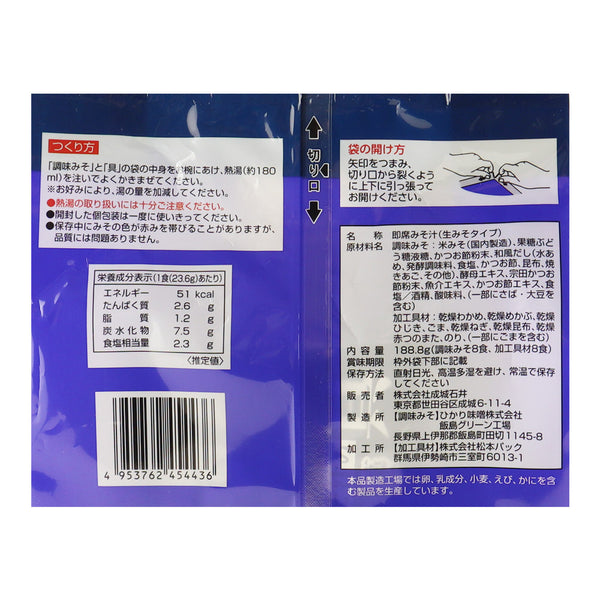 つくり方
「調味みそ」と「具」の袋の中身をお椀にあけ、熱湯(約180
ml)を注いでよくかきまぜてください。
※お好みにより、湯の量を加減してください。
●熱湯の取り扱いには十分ご注意ください。
●開封した個包装は一度に使いきってください。
●保存中にみその色が赤みを帯びることがありますが、
品質には問題ありません。
栄養成分表示(1食(23.6g)あたり)
エネルギー 51 kcal
たんぱく質 2.6 g
脂質 1.2 g
炭水化物 7.5 g
食塩相当量 2.3 g
〈推定値〉
4 953762 454436
切り口
袋の開け方
矢印をつまみ、
切り口から裂くよう
に上下に引っ張って
お開けください。
名称 即席みそ汁(生みそタイプ)
原材料名 調味みそ：米みそ(国内製造)、果糖ぶど
う糖液糖、かつお節粉末、和風だし(水あ
め、発酵調味料、食塩、かつお節、昆布、焼
きあご、その他)、酵母エキス、宗田かつお
節粉末、魚介エキス、かつお節エキス、食
塩／酒精、酸味料、(一部にさば・大豆を
含む)
加工具材：乾燥わかめ、乾燥めかぶ、乾燥
ひじき、ごま、乾燥ねぎ、乾燥昆布、乾燥
赤つのまた、のり、(一部にごまを含む)
内容量 188.8g(調味みそ8食、加工具材8食)
賞味期限 枠外袋下部に記載
保存方法 直射日光、高温多湿を避け、常温で保存
してください。
販売者 株式会社成城石井
東京都世田谷区成城6-11-4
製造所 【調味みそ】ひかり味噌株式会社
飯島グリーン工場
長野県上伊那郡飯島町田切1145-8
加工所 【加工具材】株式会社松本パック
群馬県伊勢崎市三室町6013-1
本品製造工場では卵、乳成分、小麦、えび、かにを含
む製品を生産しています。